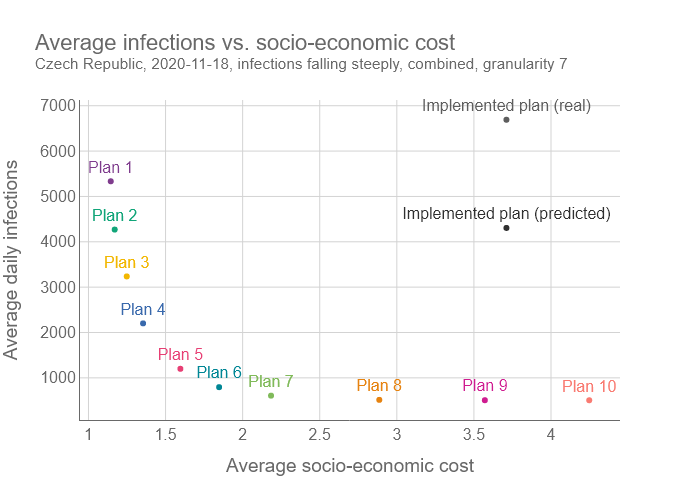 Average infections vs. socio-economic cost
Czech Republic, 2020-11-18, infections falling steeply, combined, granularity 7
7000
Implemented plan (real)
6000
Plan 1
5000
Plan 2
Implemented plan (predicted)
4000
Plan 3
3000
Plan 4
2000
Plan 5
Plan 6
Plan 7
Plan 8
Plan 9
Plan 10
1000
1 1.5 2 2.5 3 3.5 4
Average daily infections
Average socio-economic cost